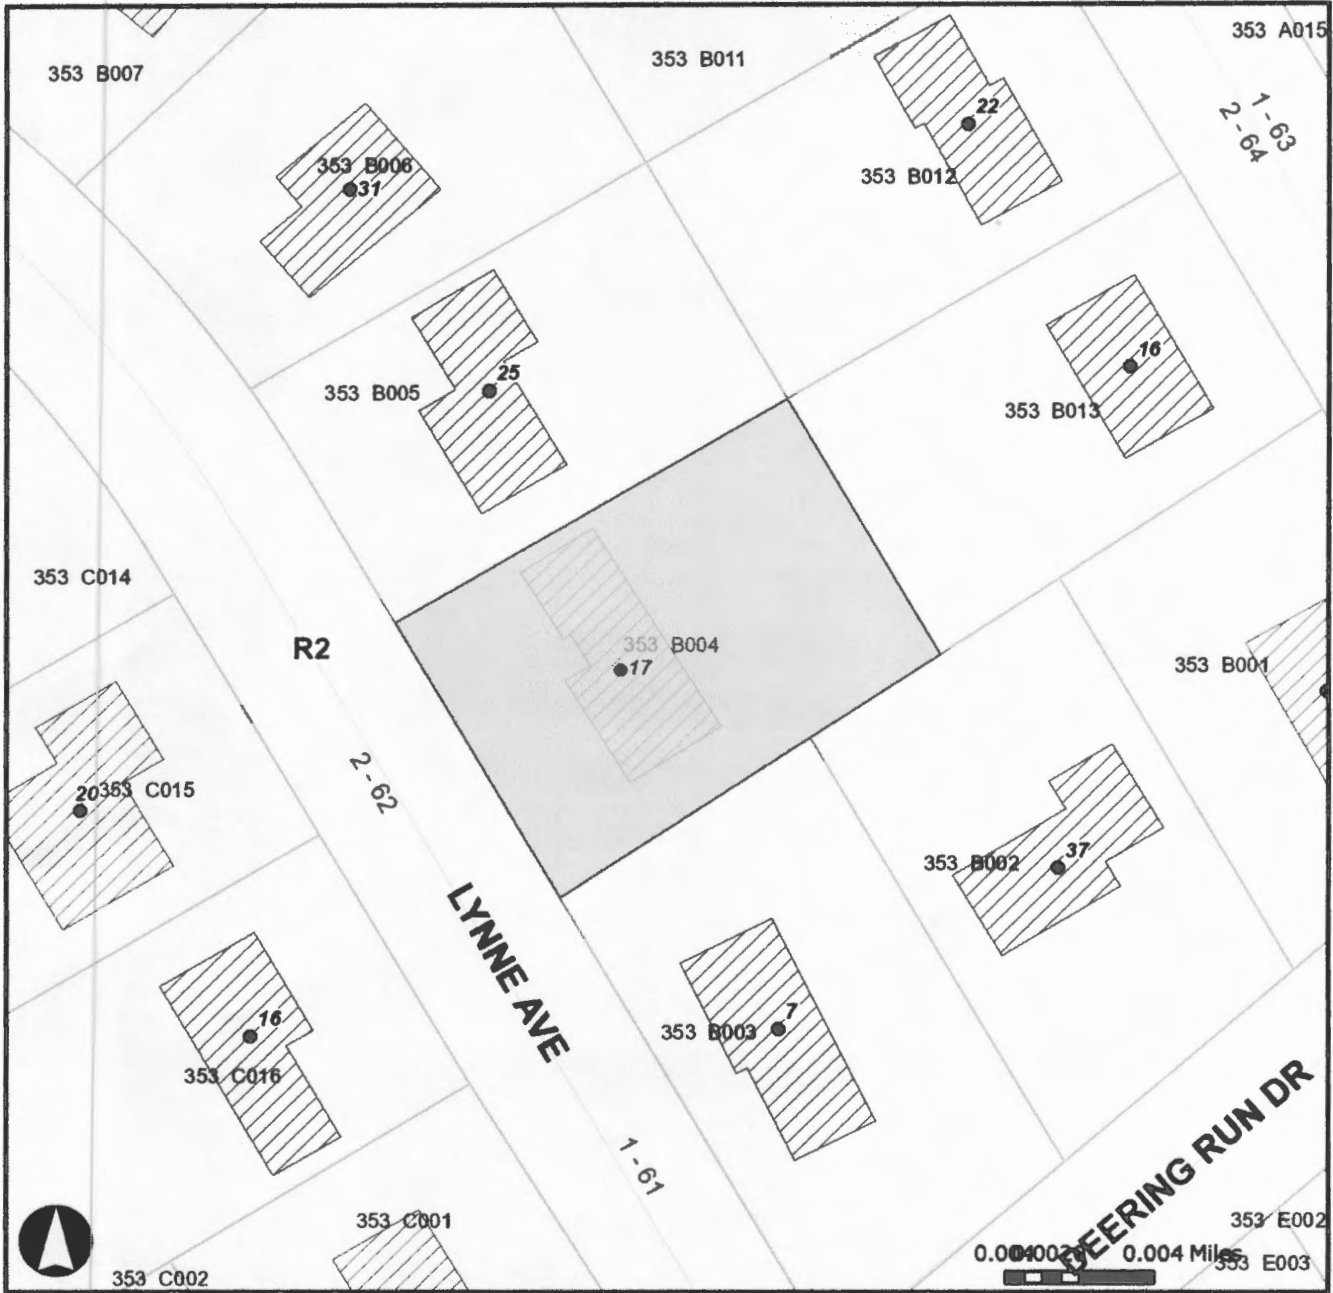 353 A015
353 B007
353 B011
1 - 63
2 - 64
22
353 B006
31
353 B012
25
353 B005
16
353 B013
353 C014
R2
353 B004
17
353 B001
2 - 62
20
353 C015
37
353 B002
LYNNE AVE
16
353 C016
7
353 B003
DEERING RUN DR
1 - 61
353 C001
353 E002
0.004 Miles
353 E003
353 C002